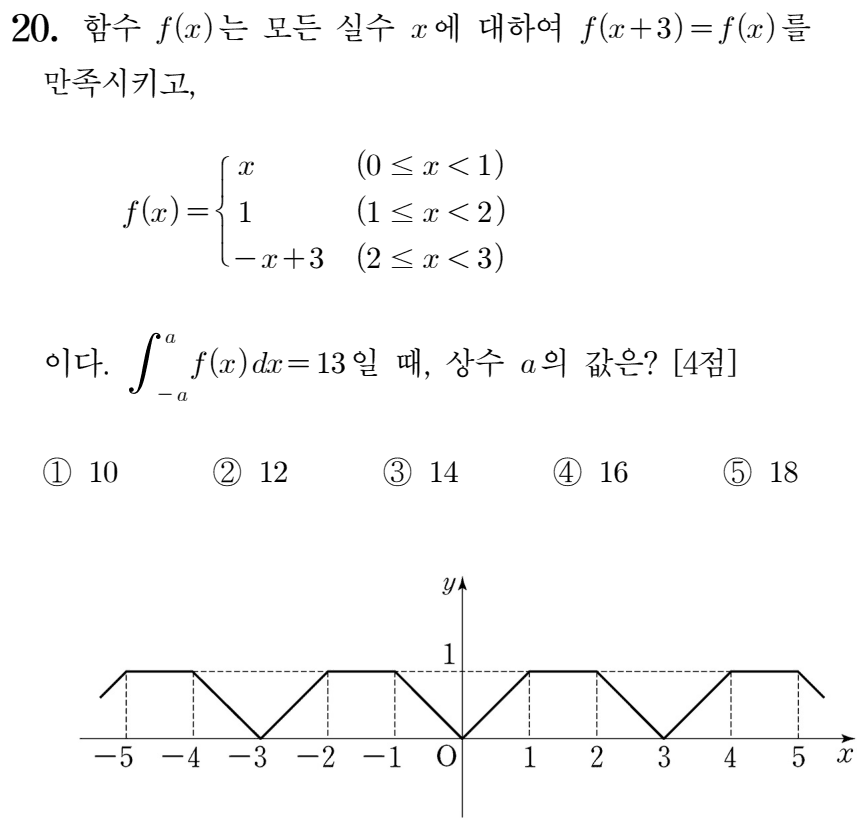 20. 함수 f(x)는 모든 실수 x에 대하여 f(x+3)=f(x)를
만족시키고,
f(x)={ x (0≤x<1)
1 (1≤x<2)
-x+3 (2≤x<3)
이다. ∫_{-a}^{a} f(x)dx=13일 때, 상수 a의 값은? [4점]
① 10 ② 12 ③ 14 ④ 16 ⑤ 18
y
1
-5 -4 -3 -2 -1 O 1 2 3 4 5 x